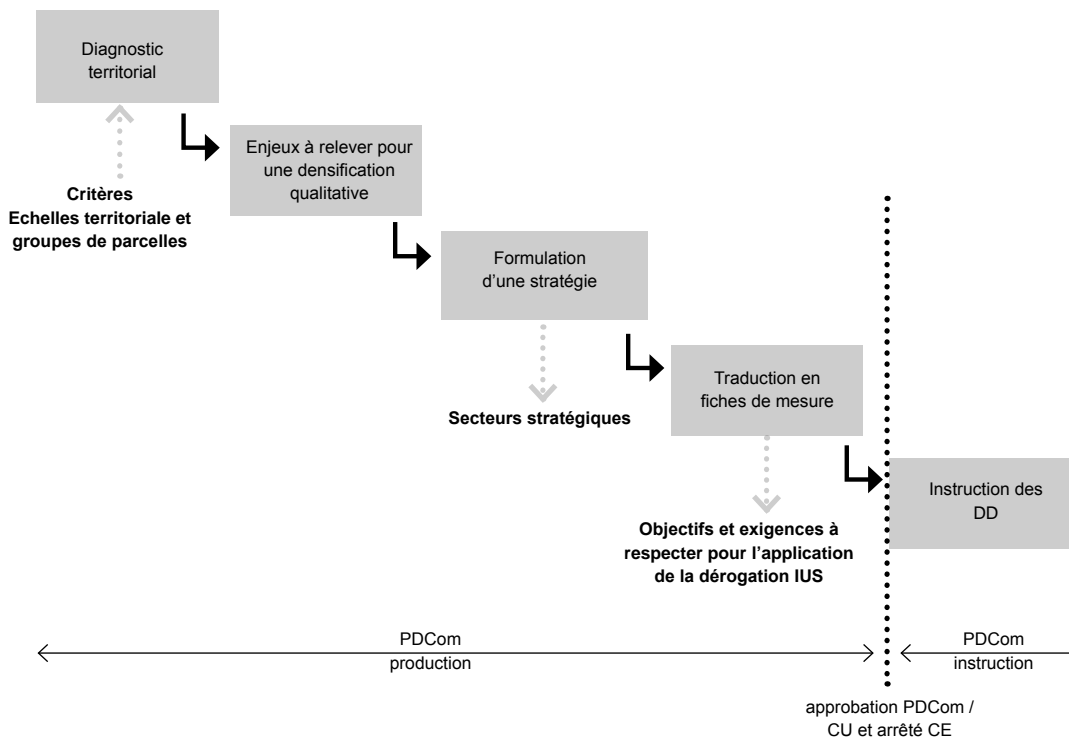 Diagnostic
territorial
Enjeux à relever pour
une densification
qualitative
Critères
Echelles territoriale et
groupes de parcelles
Formulation
d'une stratégie
Secteurs stratégiques
Traduction en
fiches de mesure
Instruction des
DD
Objectifs et exigences à
respecter pour l'application
de la dérogation IUS
PDCom
production
PDCom
instruction
approbation PDCom /
CU et arrêté CE